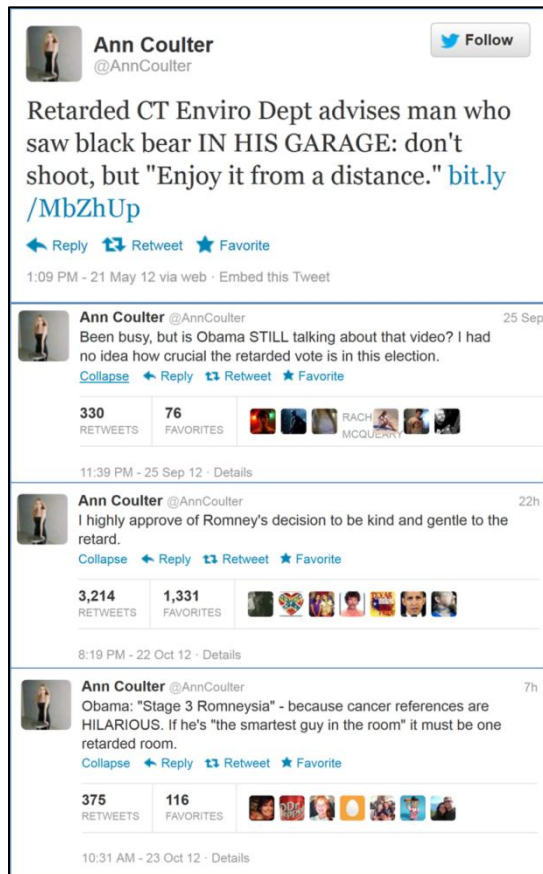 Ann Coulter
@AnnCoulter
Follow
Retarded CT Enviro Dept advises man who
saw black bear IN HIS GARAGE: don't
shoot, but "Enjoy it from a distance." bit.ly
/MbZhUp
Reply Retweet Favorite
1:09 PM - 21 May 12 via web · Embed this Tweet
Ann Coulter @AnnCoulter 25 Sep
Been busy, but is Obama STILL talking about that video? I had
no idea how crucial the retarded vote is in this election.
Collapse Reply Retweet Favorite
330 76
RETWEETS FAVORITES
RACH
MCQUEARY
11:39 PM - 25 Sep 12 · Details
Ann Coulter @AnnCoulter 22h
I highly approve of Romney's decision to be kind and gentle to the
retard.
Collapse Reply Retweet Favorite
3,214 1,331
RETWEETS FAVORITES
8:19 PM - 22 Oct 12 · Details
Ann Coulter @AnnCoulter 7h
Obama: "Stage 3 Romneysia" - because cancer references are
HILARIOUS. If he's "the smartest guy in the room" it must be one
retarded room.
Collapse Reply Retweet Favorite
375 116
RETWEETS FAVORITES
10:31 AM - 23 Oct 12 · Details